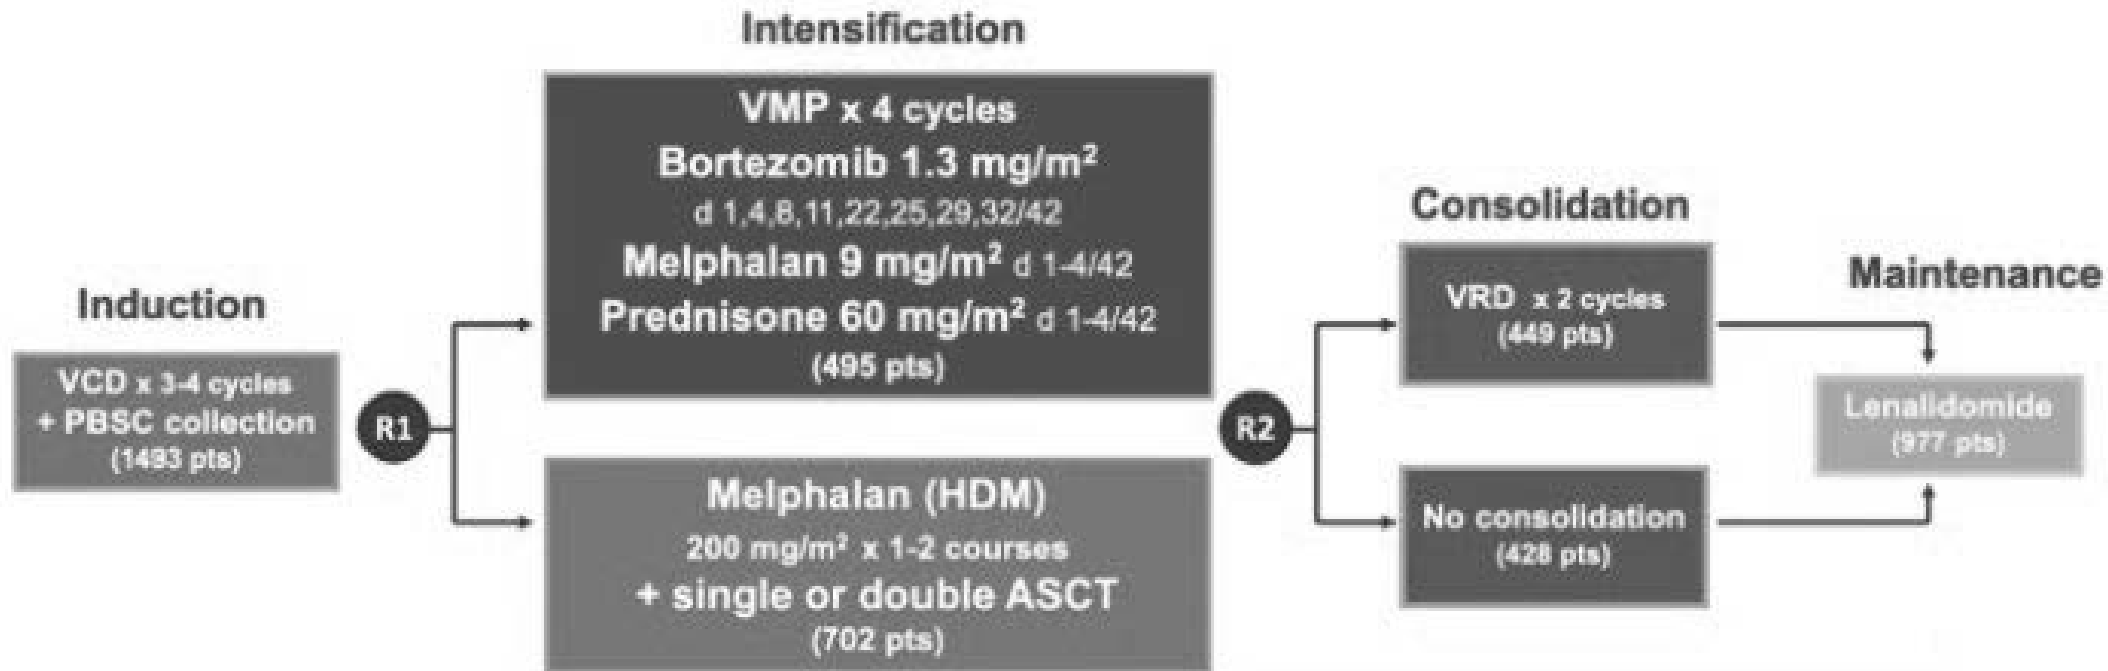 Induction
VCD x 3-4 cycles
+ PBSC collection
(1493 pts)
R1
Intensification
VMP x 4 cycles
Bortezomib 1.3 mg/m²
d 1,4,8,11,22,25,29,32/42
Melphalan 9 mg/m² d 1-4/42
Prednisone 60 mg/m² d 1-4/42
(495 pts)
Melphalan (HDM)
200 mg/m² x 1-2 courses
+ single or double ASCT
(702 pts)
R2
Consolidation
VRD x 2 cycles
(449 pts)
No consolidation
(428 pts)
Maintenance
Lenalidomide
(977 pts)